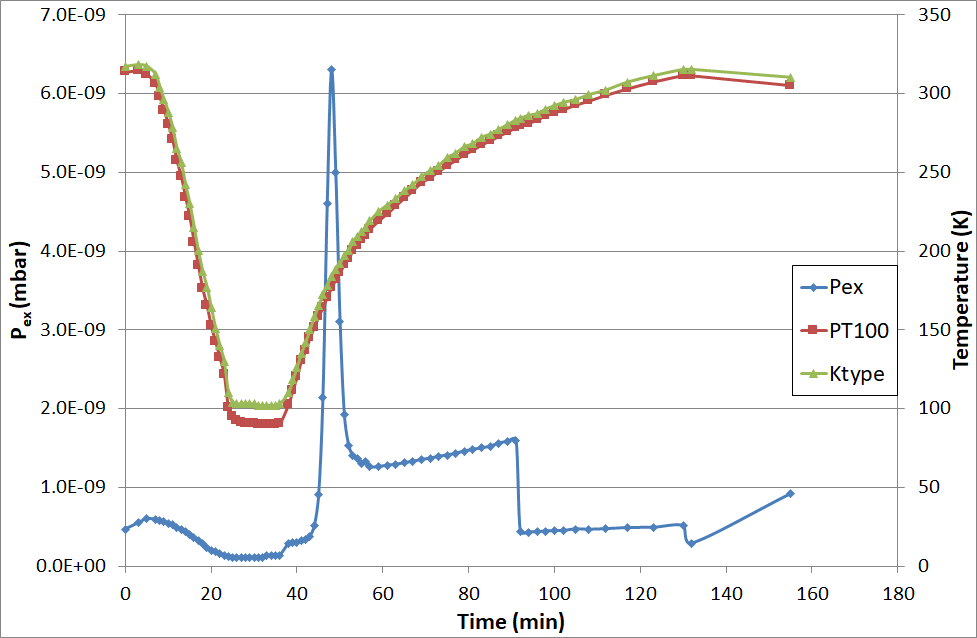 7.0E-09
6.0E-09
5.0E-09
4.0E-09
3.0E-09
2.0E-09
1.0E-09
0.0E+00
Pex (mbar)
350
300
250
200
150
100
50
0
Temperature (K)
Pex
PT100
Ktype
0 20 40 60 80 100 120 140 160 180
Time (min)